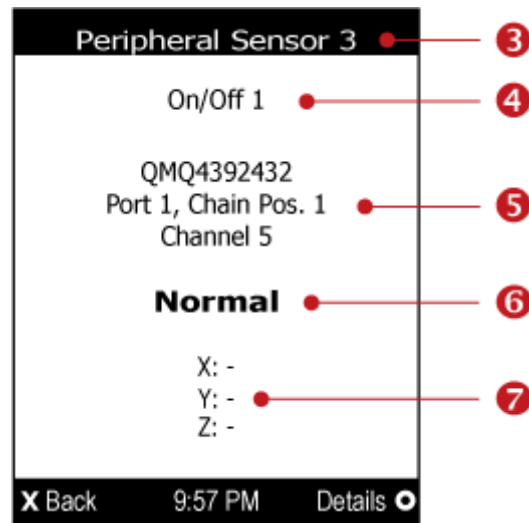 Peripheral Sensor 3
3
On/Off 1
4
QMQ4392432
Port 1, Chain Pos. 1
5
Channel 5
Normal
6
X: -
Y: -
7
Z: -
X Back 9:57 PM Details O